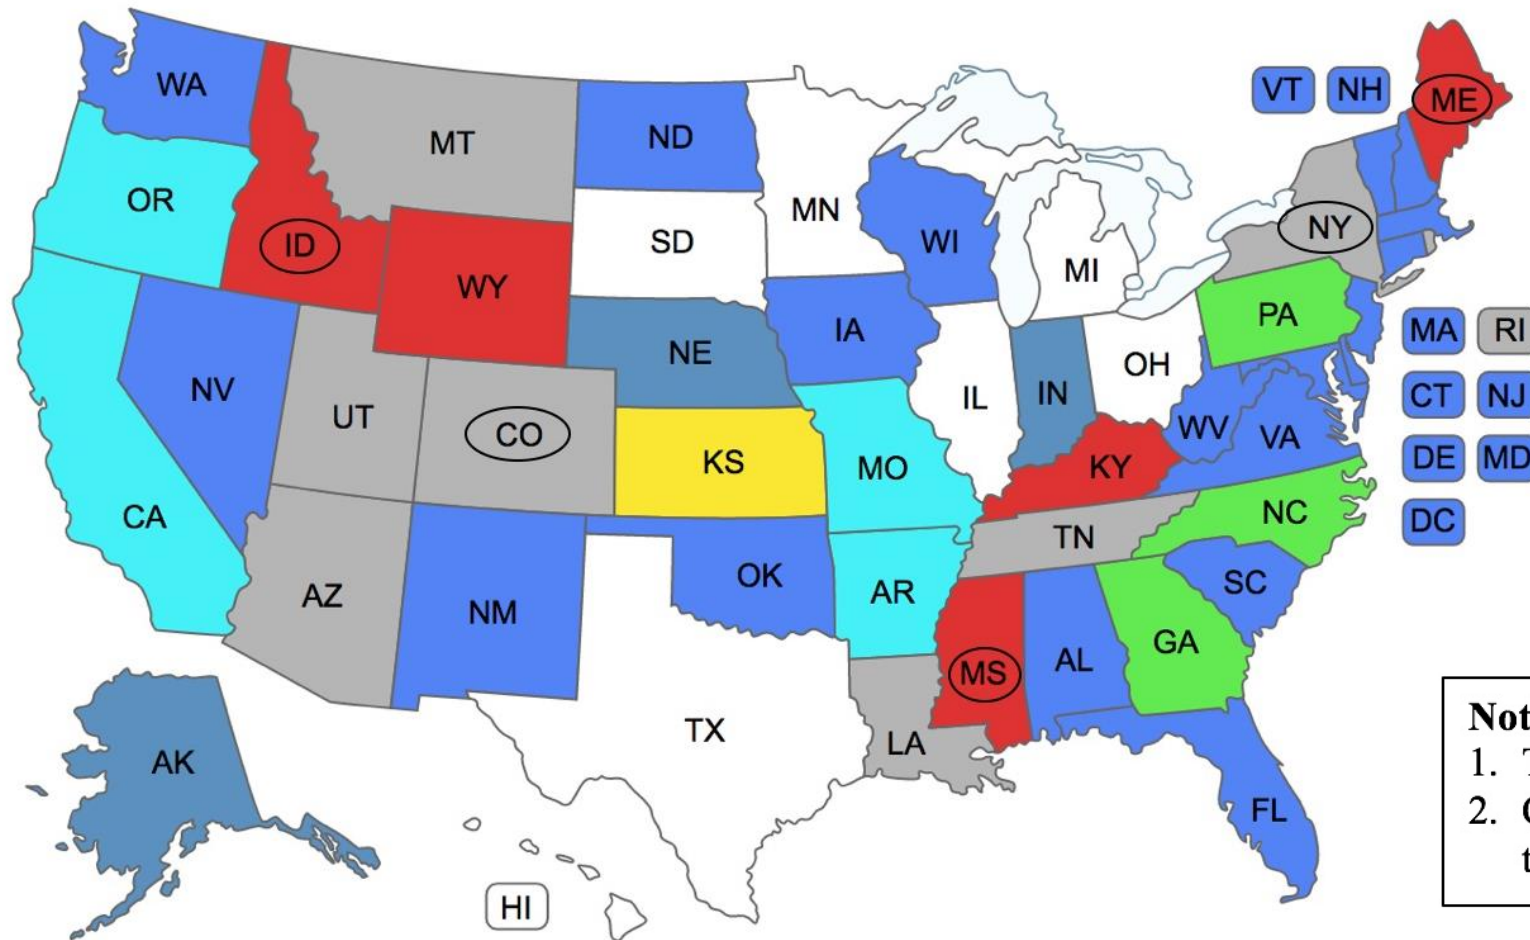 WA
MT
ND
VT NH
ME
OR
ID
SD
MN
WI
NY
WY
MI
IA
PA
MA RI
NE
NV
UT
CO
IL
IN
OH
CT NJ
WV
VA
KS
MO
KY
DE MD
CA
TN
NC
DC
AZ
NM
OK
AR
SC
MS
AL
GA
TX
LA
AK
FL
HI
Not
1. T
2. C
t